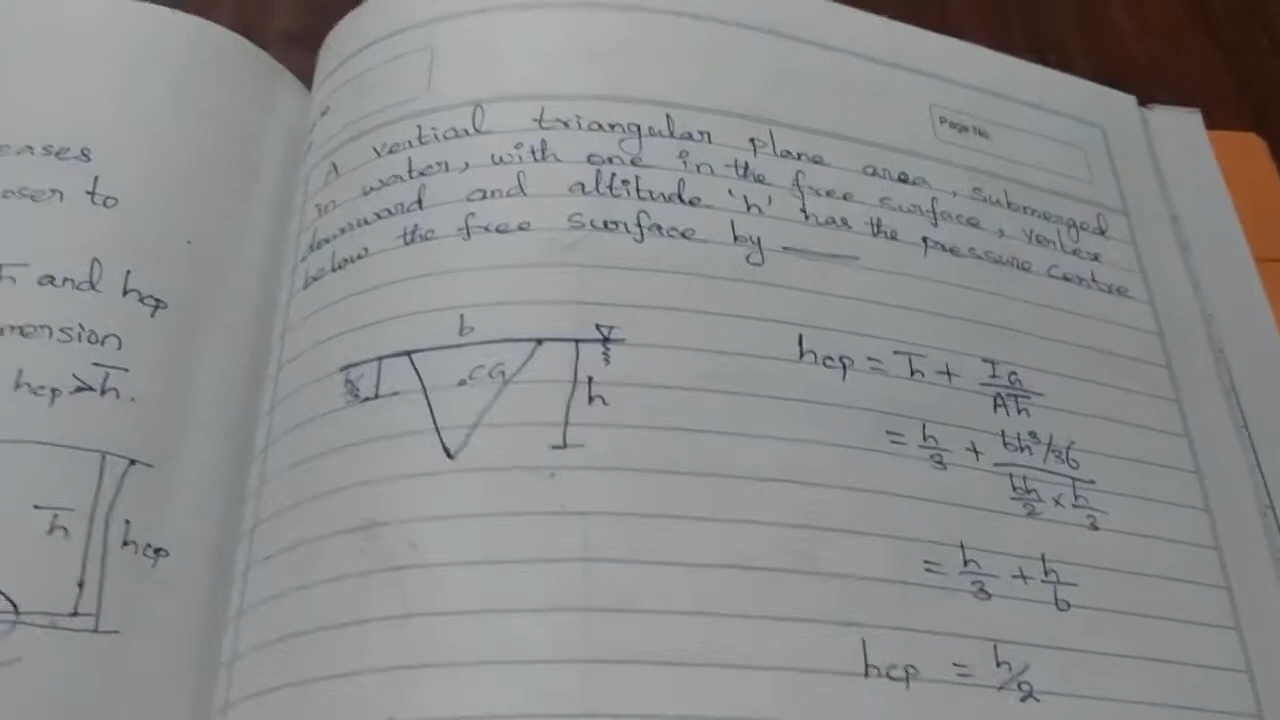 eases
oser to
h̄ and hcp
mension
hcp > h̄.
h̄
hcp
Page No.
A vertical triangular plane area, submerged
in water, with one in the free surface, vertex
downward and altitude 'h' has the pressure centre
below the free surface by ____
b
.CG
h
hcp = h̄ + IG/Ah̄
= h/3 + (bh³/36)/(bh/2 × h/3)
= h/3 + h/6
hcp = h/2